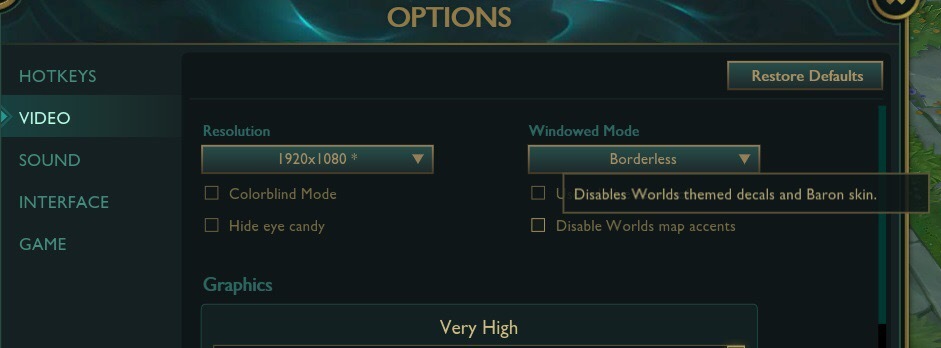 OPTIONS
HOTKEYS
VIDEO
SOUND
INTERFACE
GAME
Restore Defaults
Resolution
1920x1080 *
Colorblind Mode
Hide eye candy
Windowed Mode
Borderless
Disables Worlds themed decals and Baron skin.
Disable Worlds map accents
Graphics
Very High